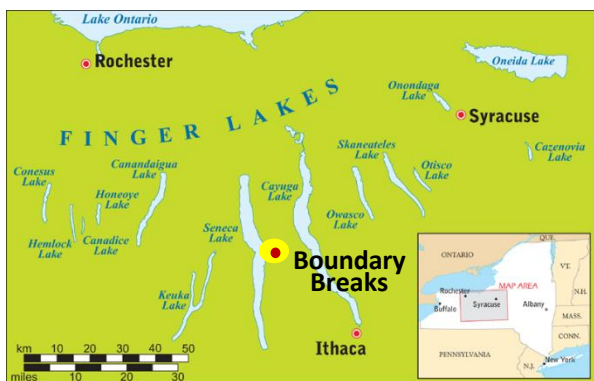 Lake Ontario
Rochester
Oneida Lake
Onondaga
Lake
Syracuse
FINGER LAKES
Cazenovia
Lake
Skaneateles
Lake
Otisco
Lake
Conesus
Lake
Canandaigua
Lake
Honeoye
Lake
Cayuga
Lake
Owasco
Lake
Hemlock
Lake
Canadice
Lake
Seneca
Lake
Boundary
Breaks
Keuka
Lake
Ithaca
km 10 20 30 40 50
miles 10 20 30
ONTARIO
QUE.
VT.
MAP AREA
N.H.
Rochester
Syracuse
Buffalo
Albany
MASS.
CONN.
PENNSYLVANIA
N.J.
New York